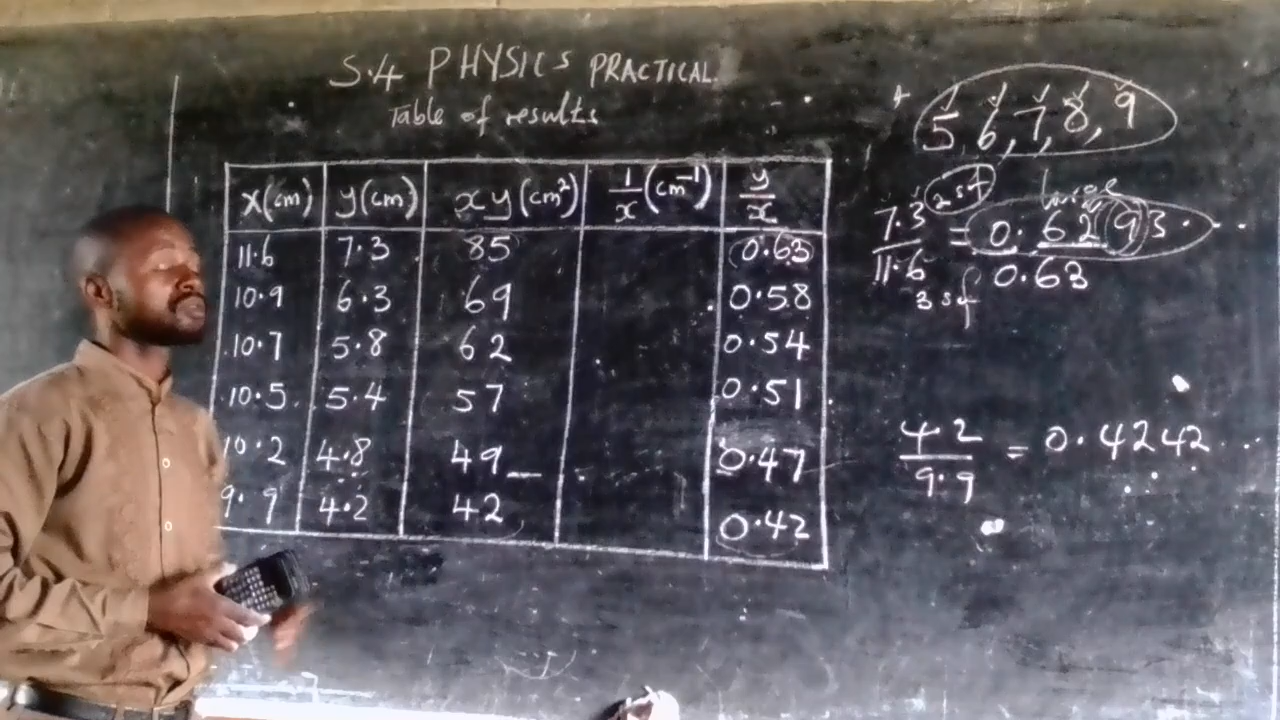 S.4 PHYSICS PRACTICAL.
Table of results
x(cm) y(cm) xy(cm²) 1/x(cm⁻¹) y/x
11.6 7.3 85 0.63
10.9 6.3 69 0.58
10.7 5.8 62 0.54
10.5 5.4 57 0.51
10.2 4.8 49 0.47
9.9 4.2 42 0.42
5, 6, 7, 8, 9
2sf
7.3/11.6 = 0.6293...
3sf 0.63
4.2/9.9 = 0.4242...